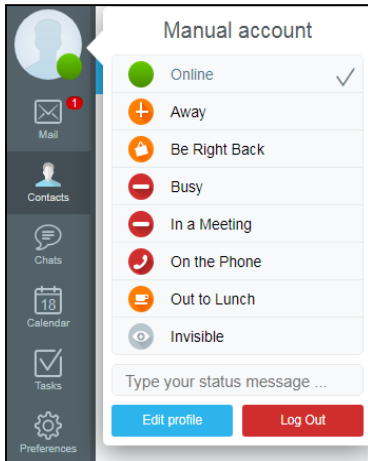 Manual account
Online
Away
Be Right Back
Busy
In a Meeting
On the Phone
Out to Lunch
Invisible
Type your status message ...
Edit profile
Log Out
1
Mail
Contacts
Chats
18
Calendar
Tasks
Preferences